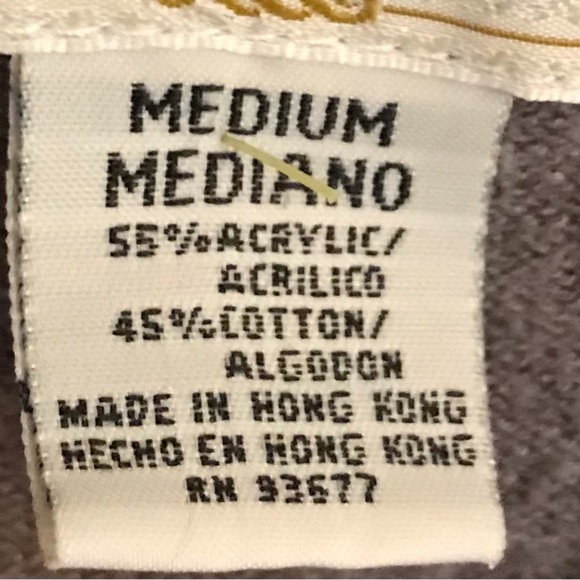 MEDIUM
MEDIANO
55%ACRYLIC/
ACRILICO
45%COTTON/
ALGODON
MADE IN HONG KONG
HECHO EN HONG KONG
RN 93677